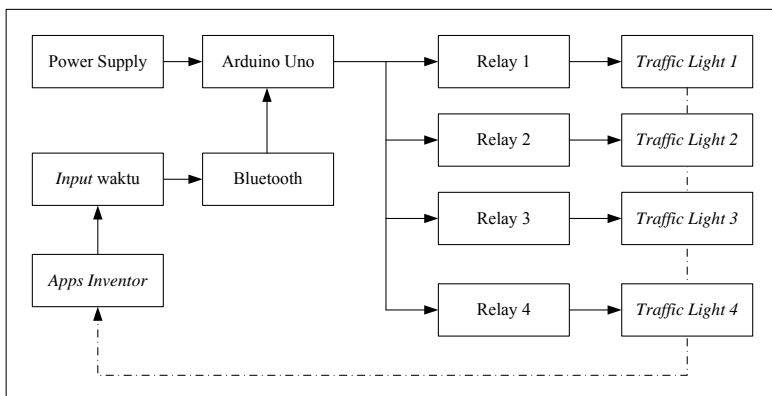 Power Supply
Arduino Uno
Relay 1
Traffic Light 1
Relay 2
Traffic Light 2
Input waktu
Bluetooth
Relay 3
Traffic Light 3
Apps Inventor
Relay 4
Traffic Light 4